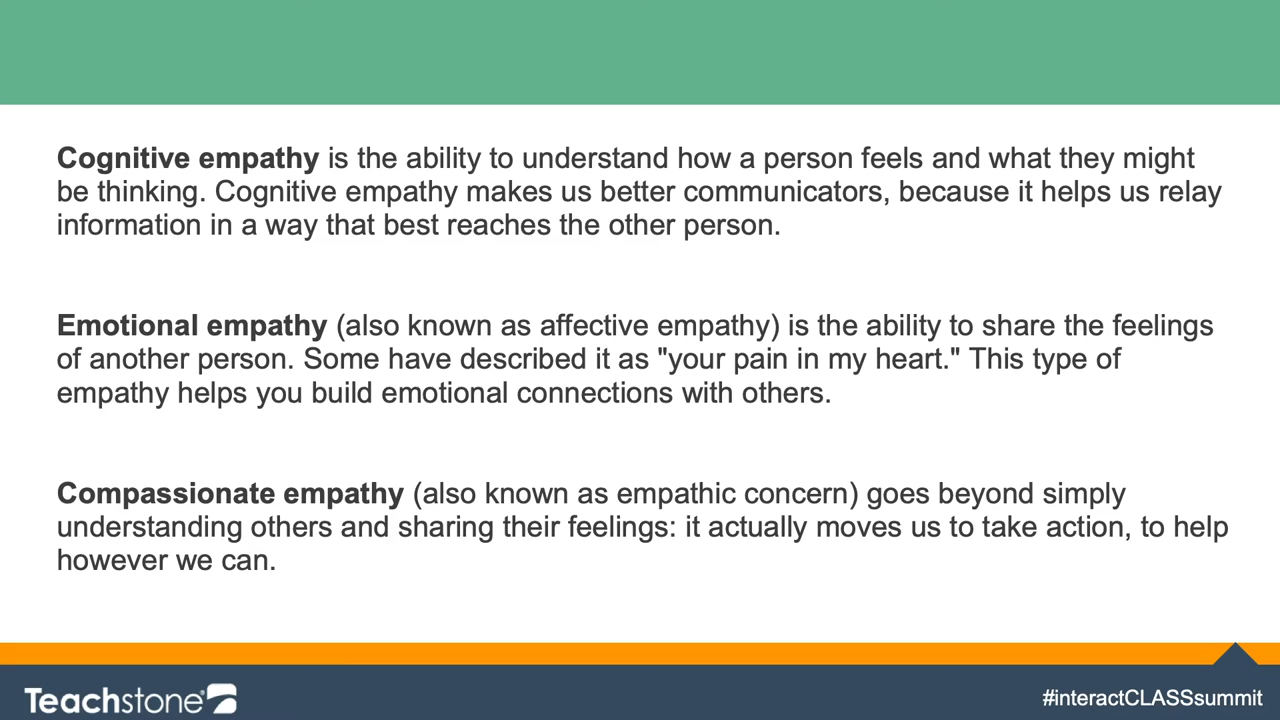 Cognitive empathy is the ability to understand how a person feels and what they might
be thinking. Cognitive empathy makes us better communicators, because it helps us relay
information in a way that best reaches the other person.
Emotional empathy (also known as affective empathy) is the ability to share the feelings
of another person. Some have described it as "your pain in my heart." This type of
empathy helps you build emotional connections with others.
Compassionate empathy (also known as empathic concern) goes beyond simply
understanding others and sharing their feelings: it actually moves us to take action, to help
however we can.
Teachstone®
#interactCLASSsummit